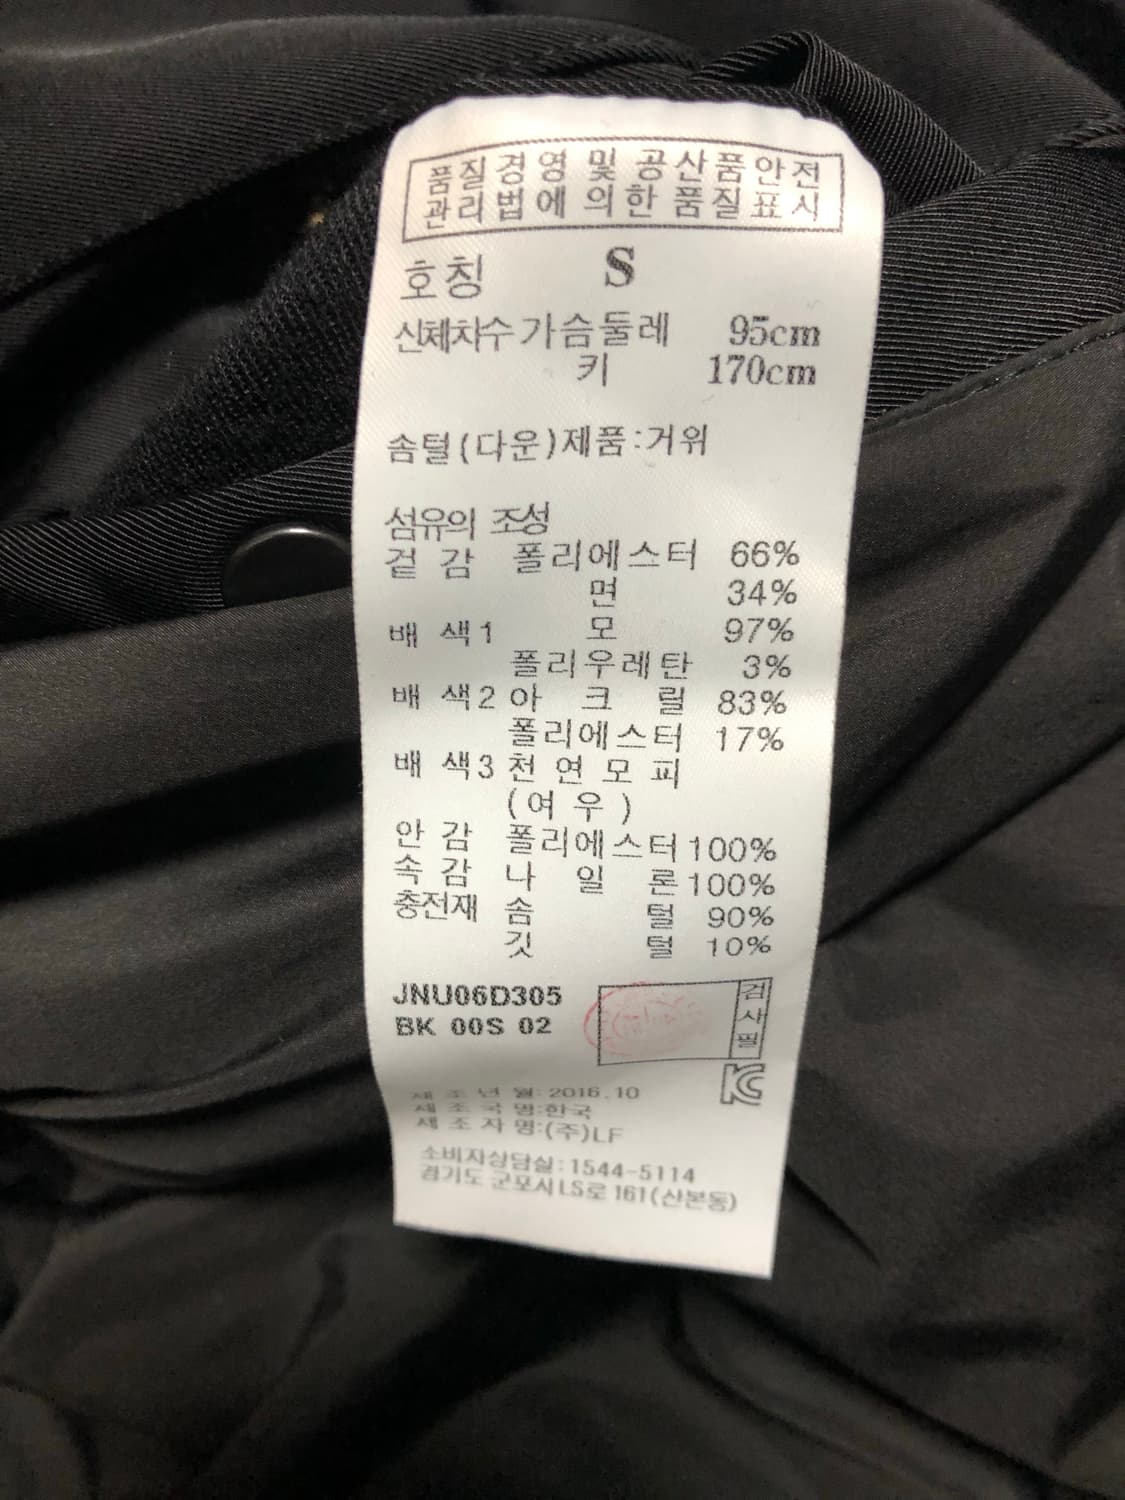 품질경영 및 공산품안전
관리법에 의한 품질표시
호칭 S
신체치수 가슴둘레 95cm
키 170cm
솜털(다운)제품:거위
섬유의 조성
겉감 폴리에스터 66%
면 34%
배색1 모 97%
폴리우레탄 3%
배색2 아크릴 83%
폴리에스터 17%
배색3 천연모피
(여우)
안감 폴리에스터 100%
속감 나일론 100%
충전재 솜털 90%
깃털 10%
JNU06D305
BK 00S 02
검사필
KC
제조년월: 2016.10
제조국명:한국
제조자명:(주)LF
소비자상담실:1544-5114
경기도 군포시 LS로 161(산본동)